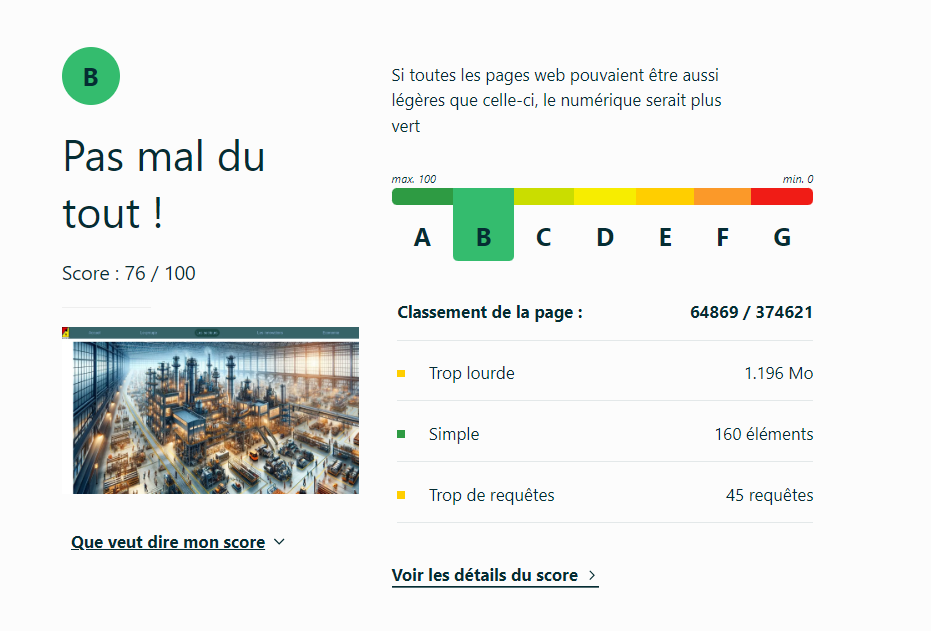 B
Pas mal du
tout !
Score : 76 / 100
Que veut dire mon score
Si toutes les pages web pouvaient être aussi
légères que celle-ci, le numérique serait plus
vert
max. 100 min. 0
A B C D E F G
Classement de la page : 64869 / 374621
Trop lourde 1.196 Mo
Simple 160 éléments
Trop de requêtes 45 requêtes
Voir les détails du score